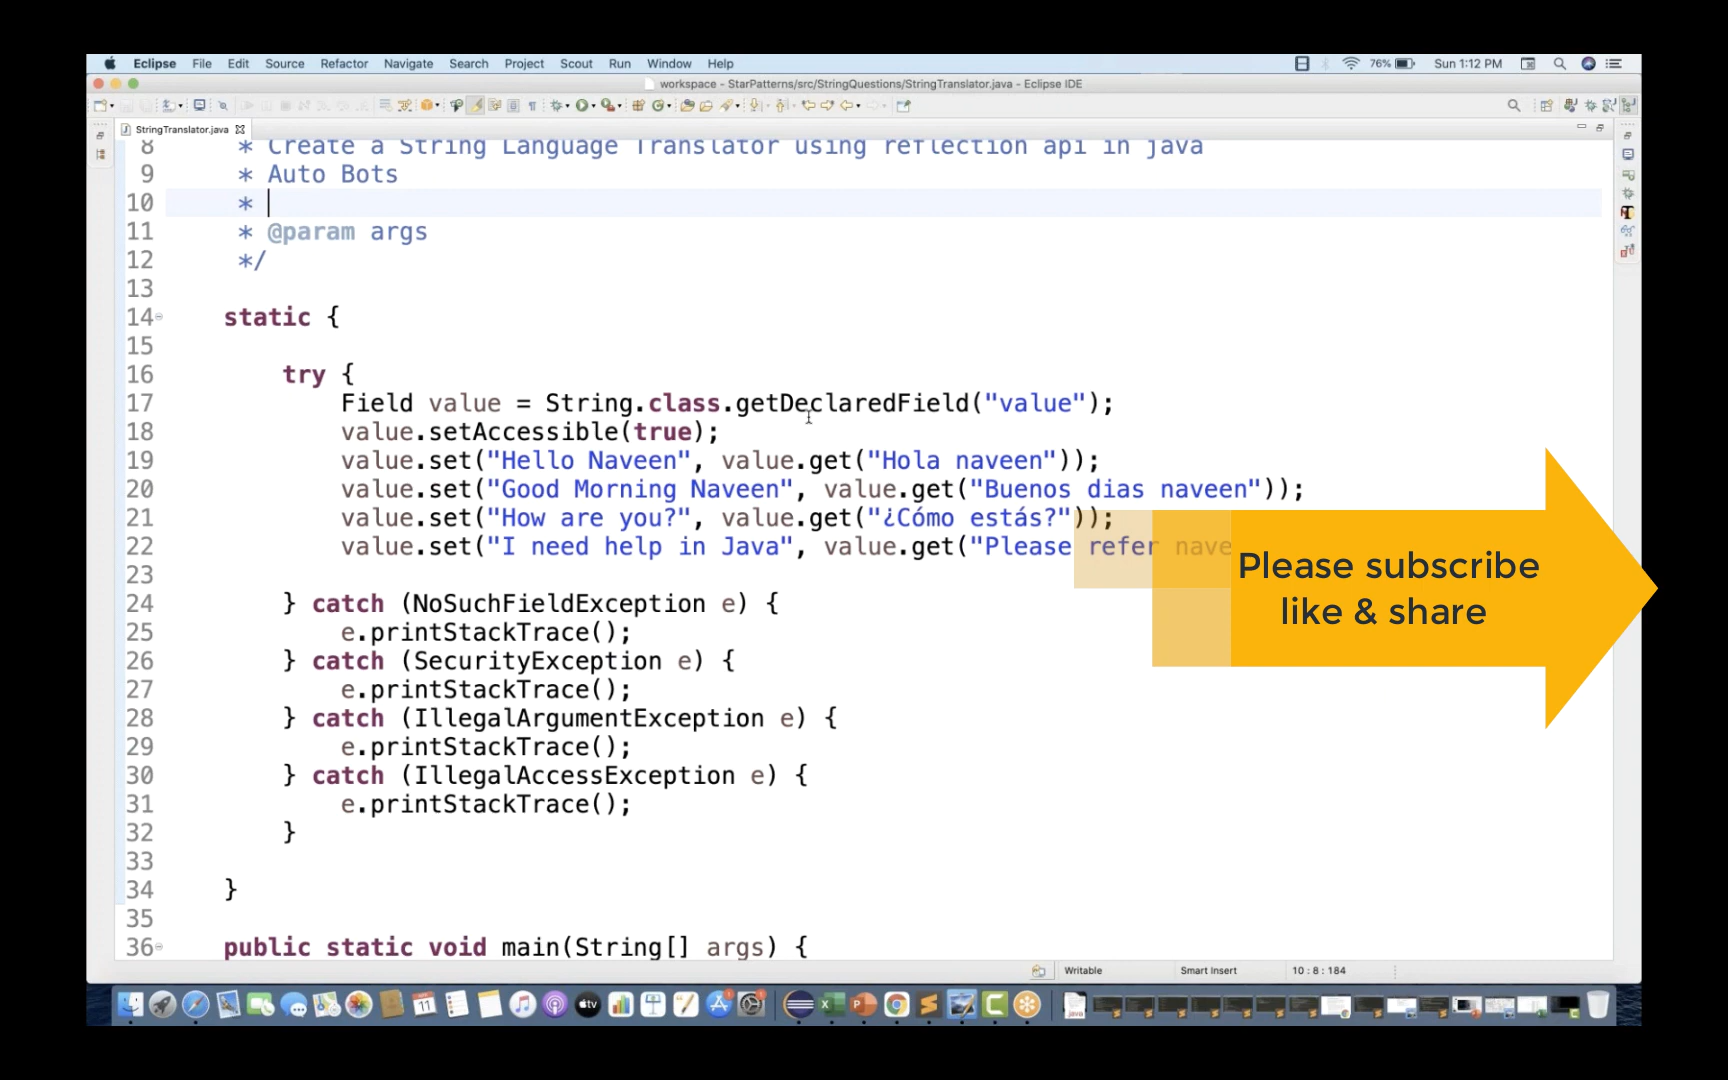 Eclipse File Edit Source Refactor Navigate Search Project Scout Run Window Help 76% Sun 1:12 PM
workspace - StarPatterns/src/StringQuestions/StringTranslator.java - Eclipse IDE
StringTranslator.java
8 * Create a String Language Translator using reflection api in java
9 * Auto Bots
10 *
11 * @param args
12 */
13
14 static {
15
16 try {
17 Field value = String.class.getDeclaredField("value");
18 value.setAccessible(true);
19 value.set("Hello Naveen", value.get("Hola naveen"));
20 value.set("Good Morning Naveen", value.get("Buenos dias naveen"));
21 value.set("How are you?", value.get("¿Cómo estás?"));
22 value.set("I need help in Java", value.get("Please refer nave
Please subscribe
like & share
23
24 } catch (NoSuchFieldException e) {
25 e.printStackTrace();
26 } catch (SecurityException e) {
27 e.printStackTrace();
28 } catch (IllegalArgumentException e) {
29 e.printStackTrace();
30 } catch (IllegalAccessException e) {
31 e.printStackTrace();
32 }
33
34 }
35
36 public static void main(String[] args) {
Writable Smart Insert 10 : 8 : 184